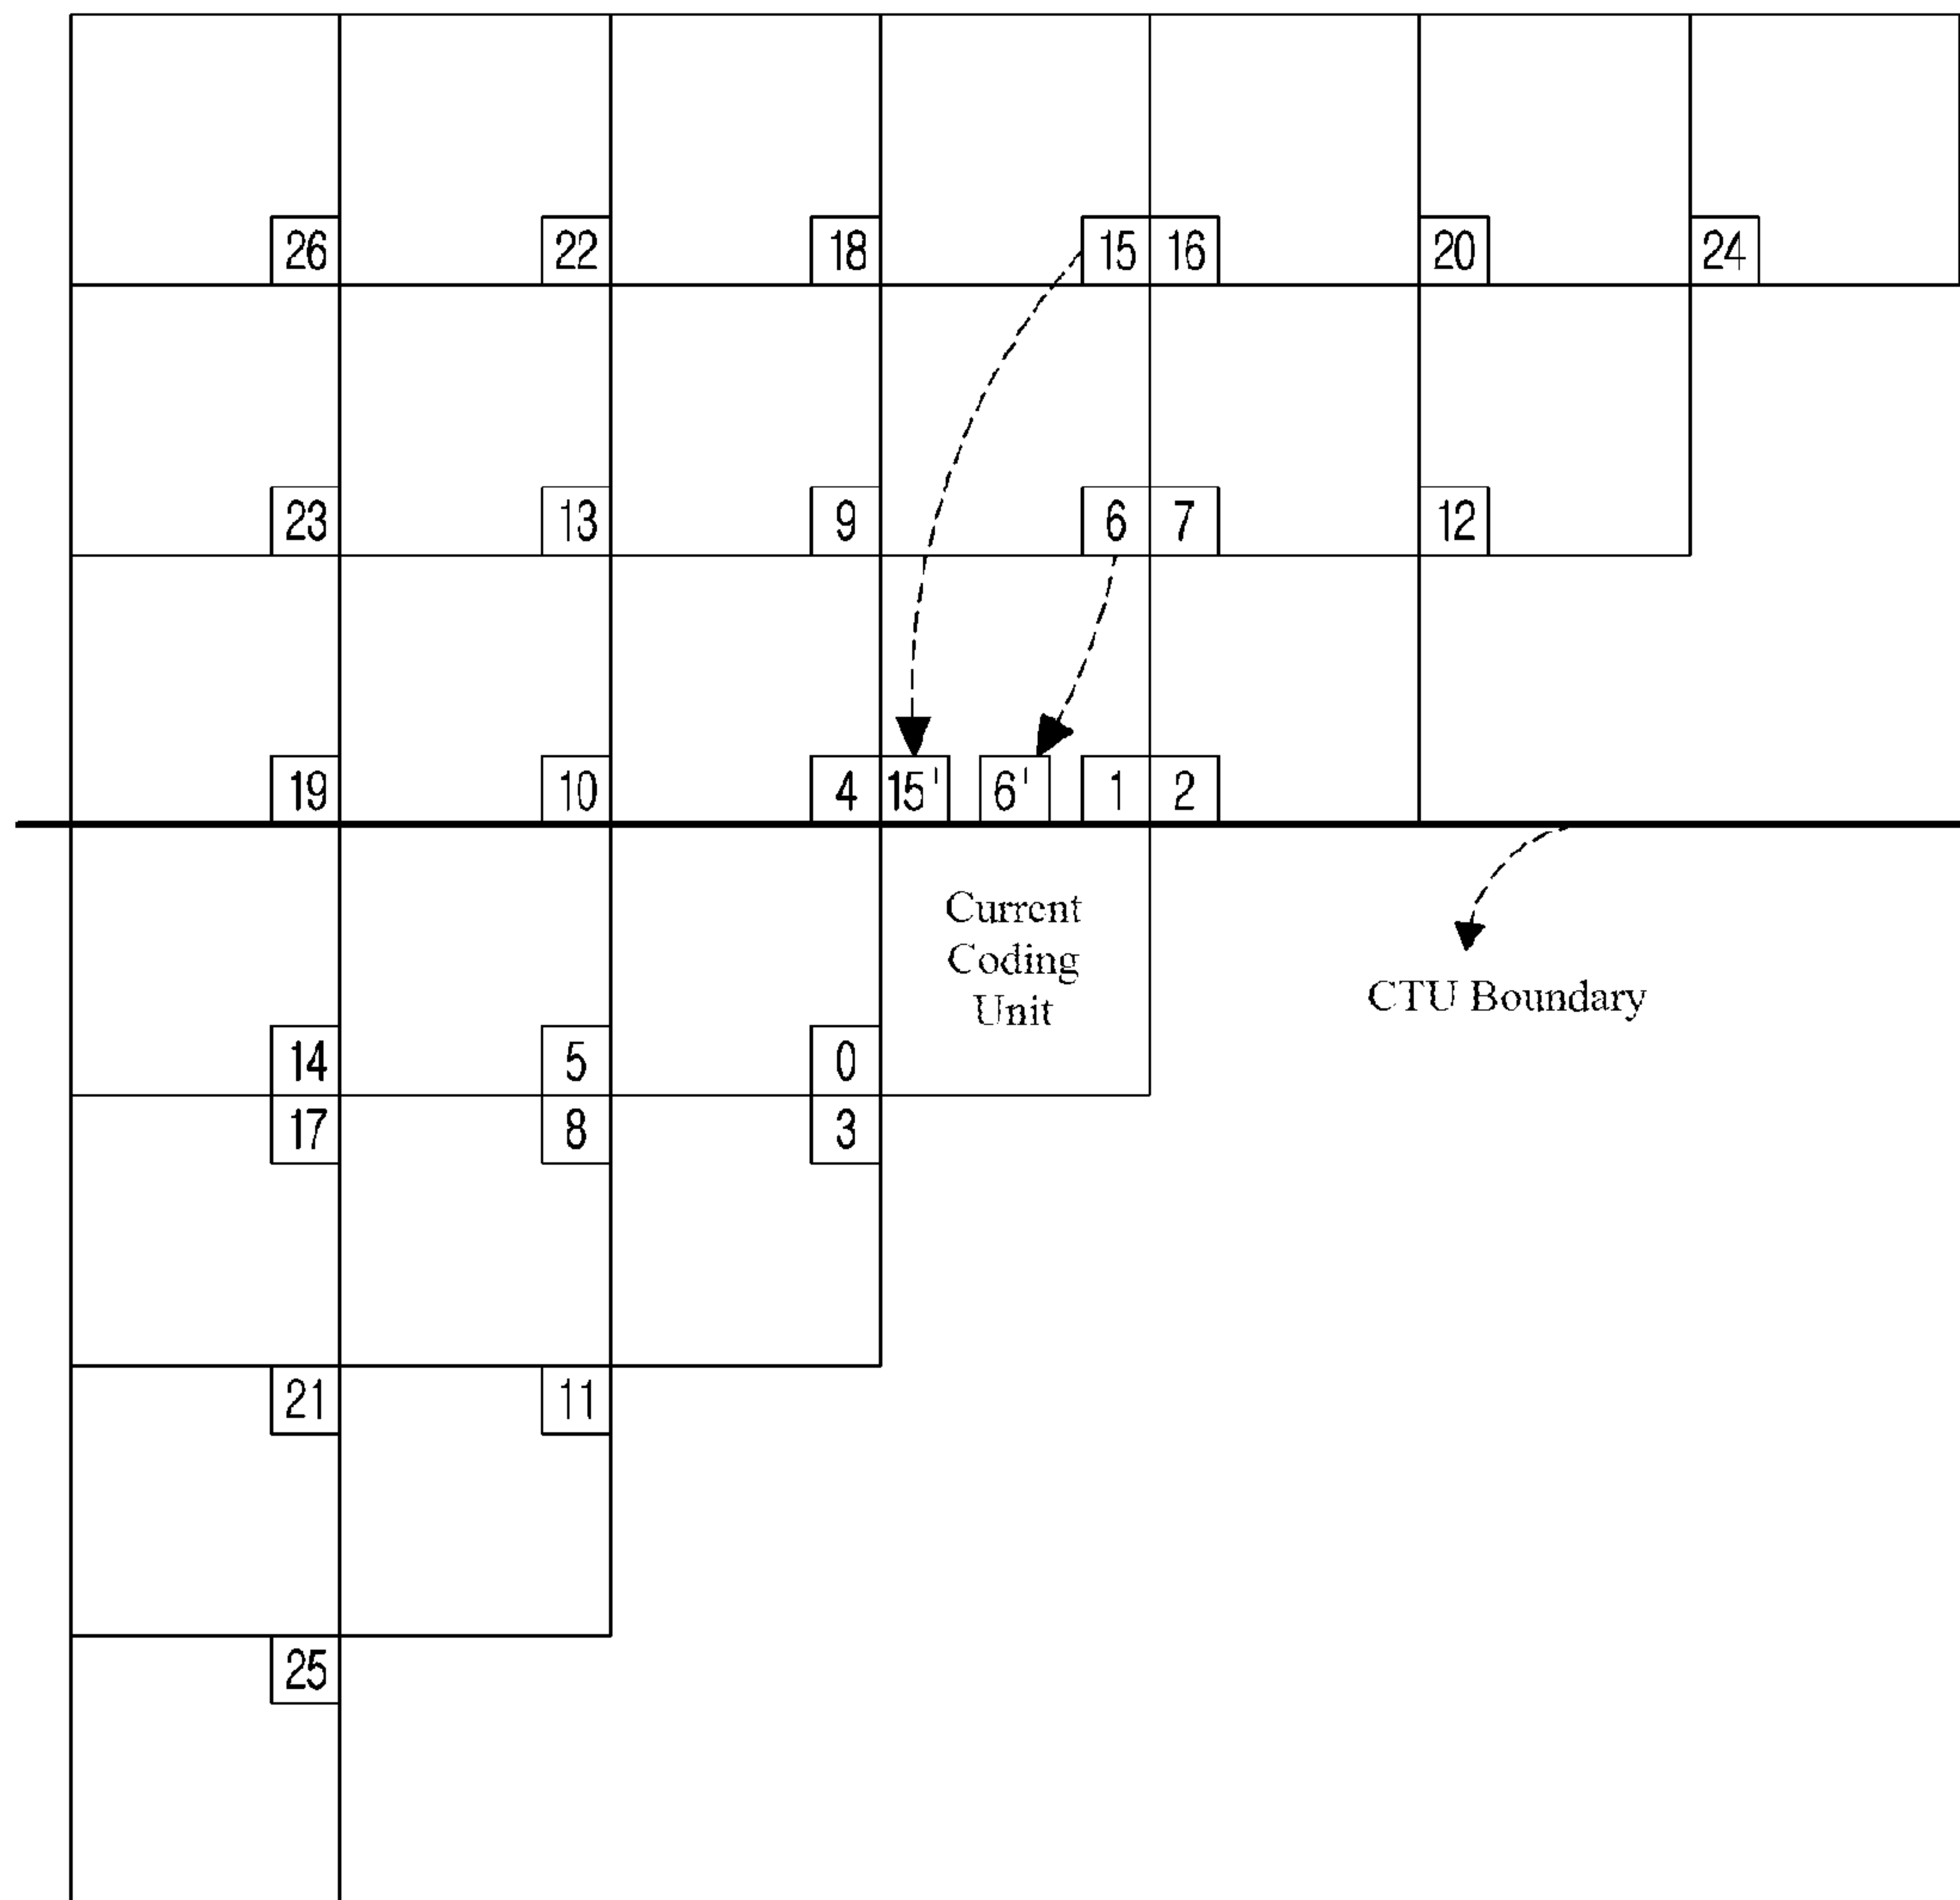 26 22 18 15 16 20 24
23 13 9 6 7 12
19 10 4 15' 6' 1 2
Current
Coding
Unit
CTU Boundary
14 5 0
17 8 3
21 11
25